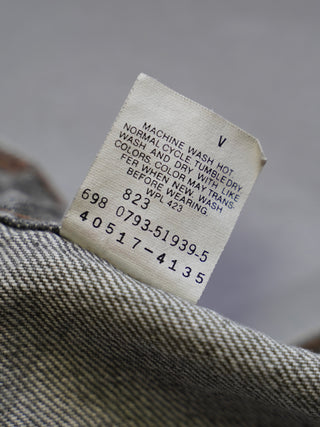 V
MACHINE WASH HOT
NORMAL CYCLE. TUMBLE DRY
WASH AND DRY WITH LIKE
COLORS. COLOR MAY TRANS-
FER WHEN NEW. WASH
BEFORE WEARING
WPL 423
823
698 0793-51939-5
40517-4135